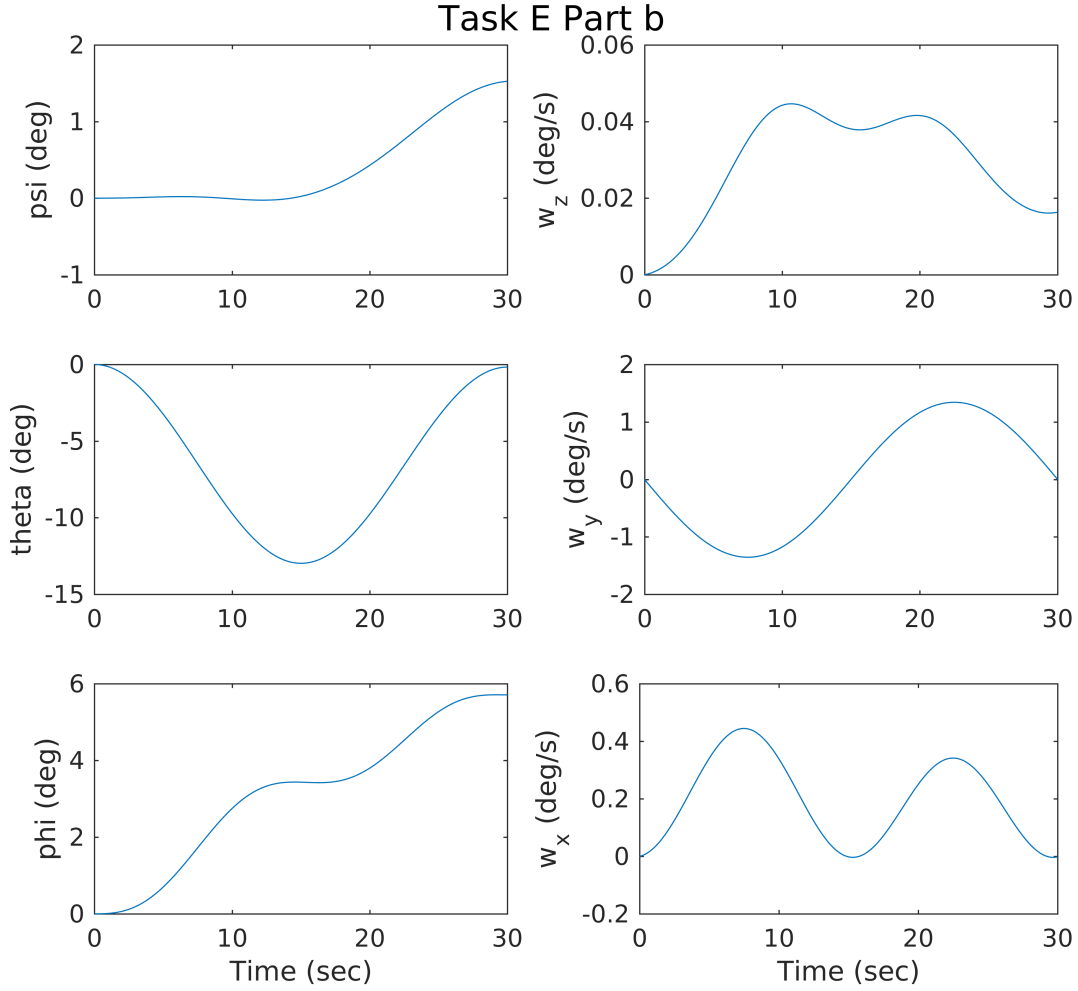 Task E Part b
psi (deg)
2
1
0
-1
0 10 20 30
w_z (deg/s)
0.06
0.04
0.02
0
0 10 20 30
theta (deg)
0
-5
-10
-15
0 10 20 30
w_y (deg/s)
2
1
0
-1
-2
0 10 20 30
phi (deg)
6
4
2
0
0 10 20 30
Time (sec)
w_x (deg/s)
0.6
0.4
0.2
0
-0.2
0 10 20 30
Time (sec)